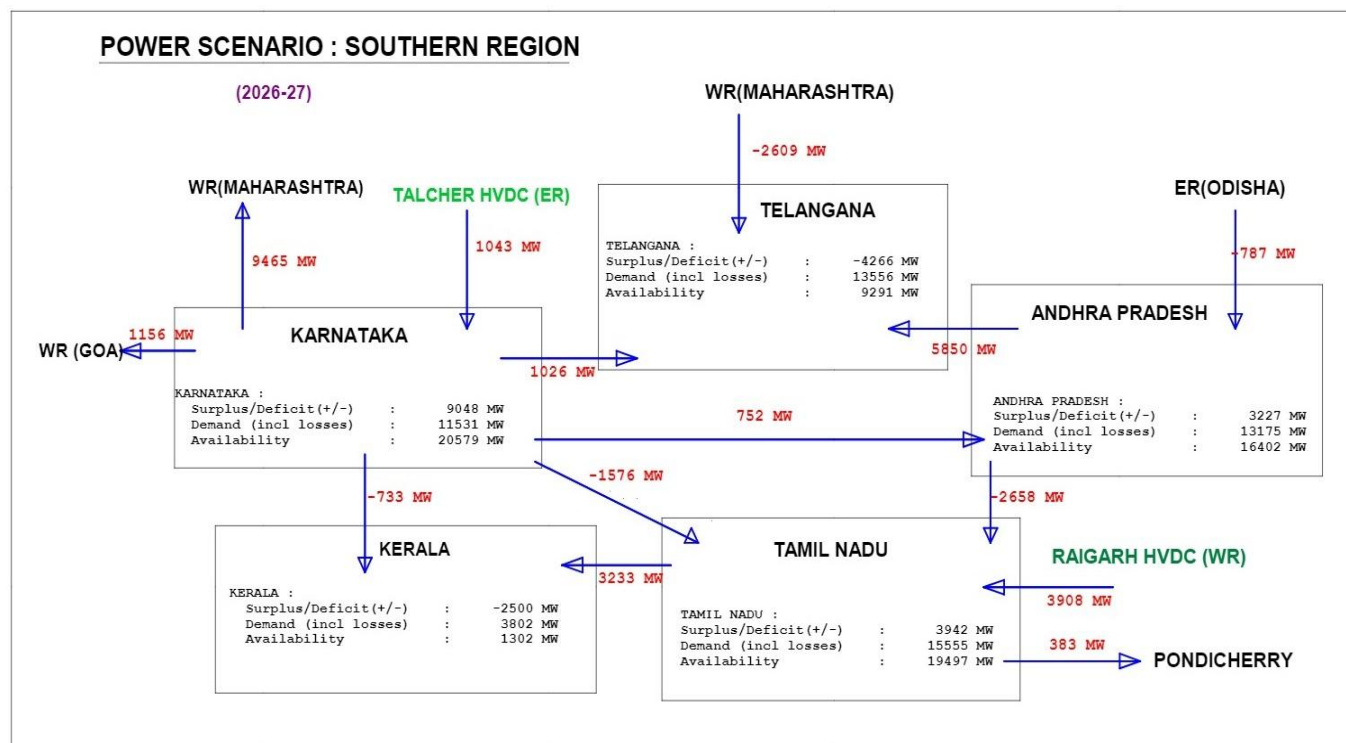 POWER SCENARIO : SOUTHERN REGION
(2026-27)
WR(MAHARASHTRA)
-2609 MW
WR(MAHARASHTRA)
TALCHER HVDC (ER)
ER(ODISHA)
9465 MW
1043 MW
-787 MW
TELANGANA
TELANGANA :
Surplus/Deficit(+/-) : -4266 MW
Demand (incl losses) : 13556 MW
Availability : 9291 MW
1156 MW
WR (GOA)
1026 MW
5850 MW
KARNATAKA
KARNATAKA :
Surplus/Deficit(+/-) : 9048 MW
Demand (incl losses) : 11531 MW
Availability : 20579 MW
752 MW
ANDHRA PRADESH
ANDHRA PRADESH :
Surplus/Deficit(+/-) : 3227 MW
Demand (incl losses) : 13175 MW
Availability : 16402 MW
-733 MW
-1576 MW
-2658 MW
KERALA
KERALA :
Surplus/Deficit(+/-) : -2500 MW
Demand (incl losses) : 3802 MW
Availability : 1302 MW
3233 MW
TAMIL NADU
TAMIL NADU :
Surplus/Deficit(+/-) : 3942 MW
Demand (incl losses) : 15555 MW
Availability : 19497 MW
RAIGARH HVDC (WR)
3908 MW
383 MW
PONDICHERRY